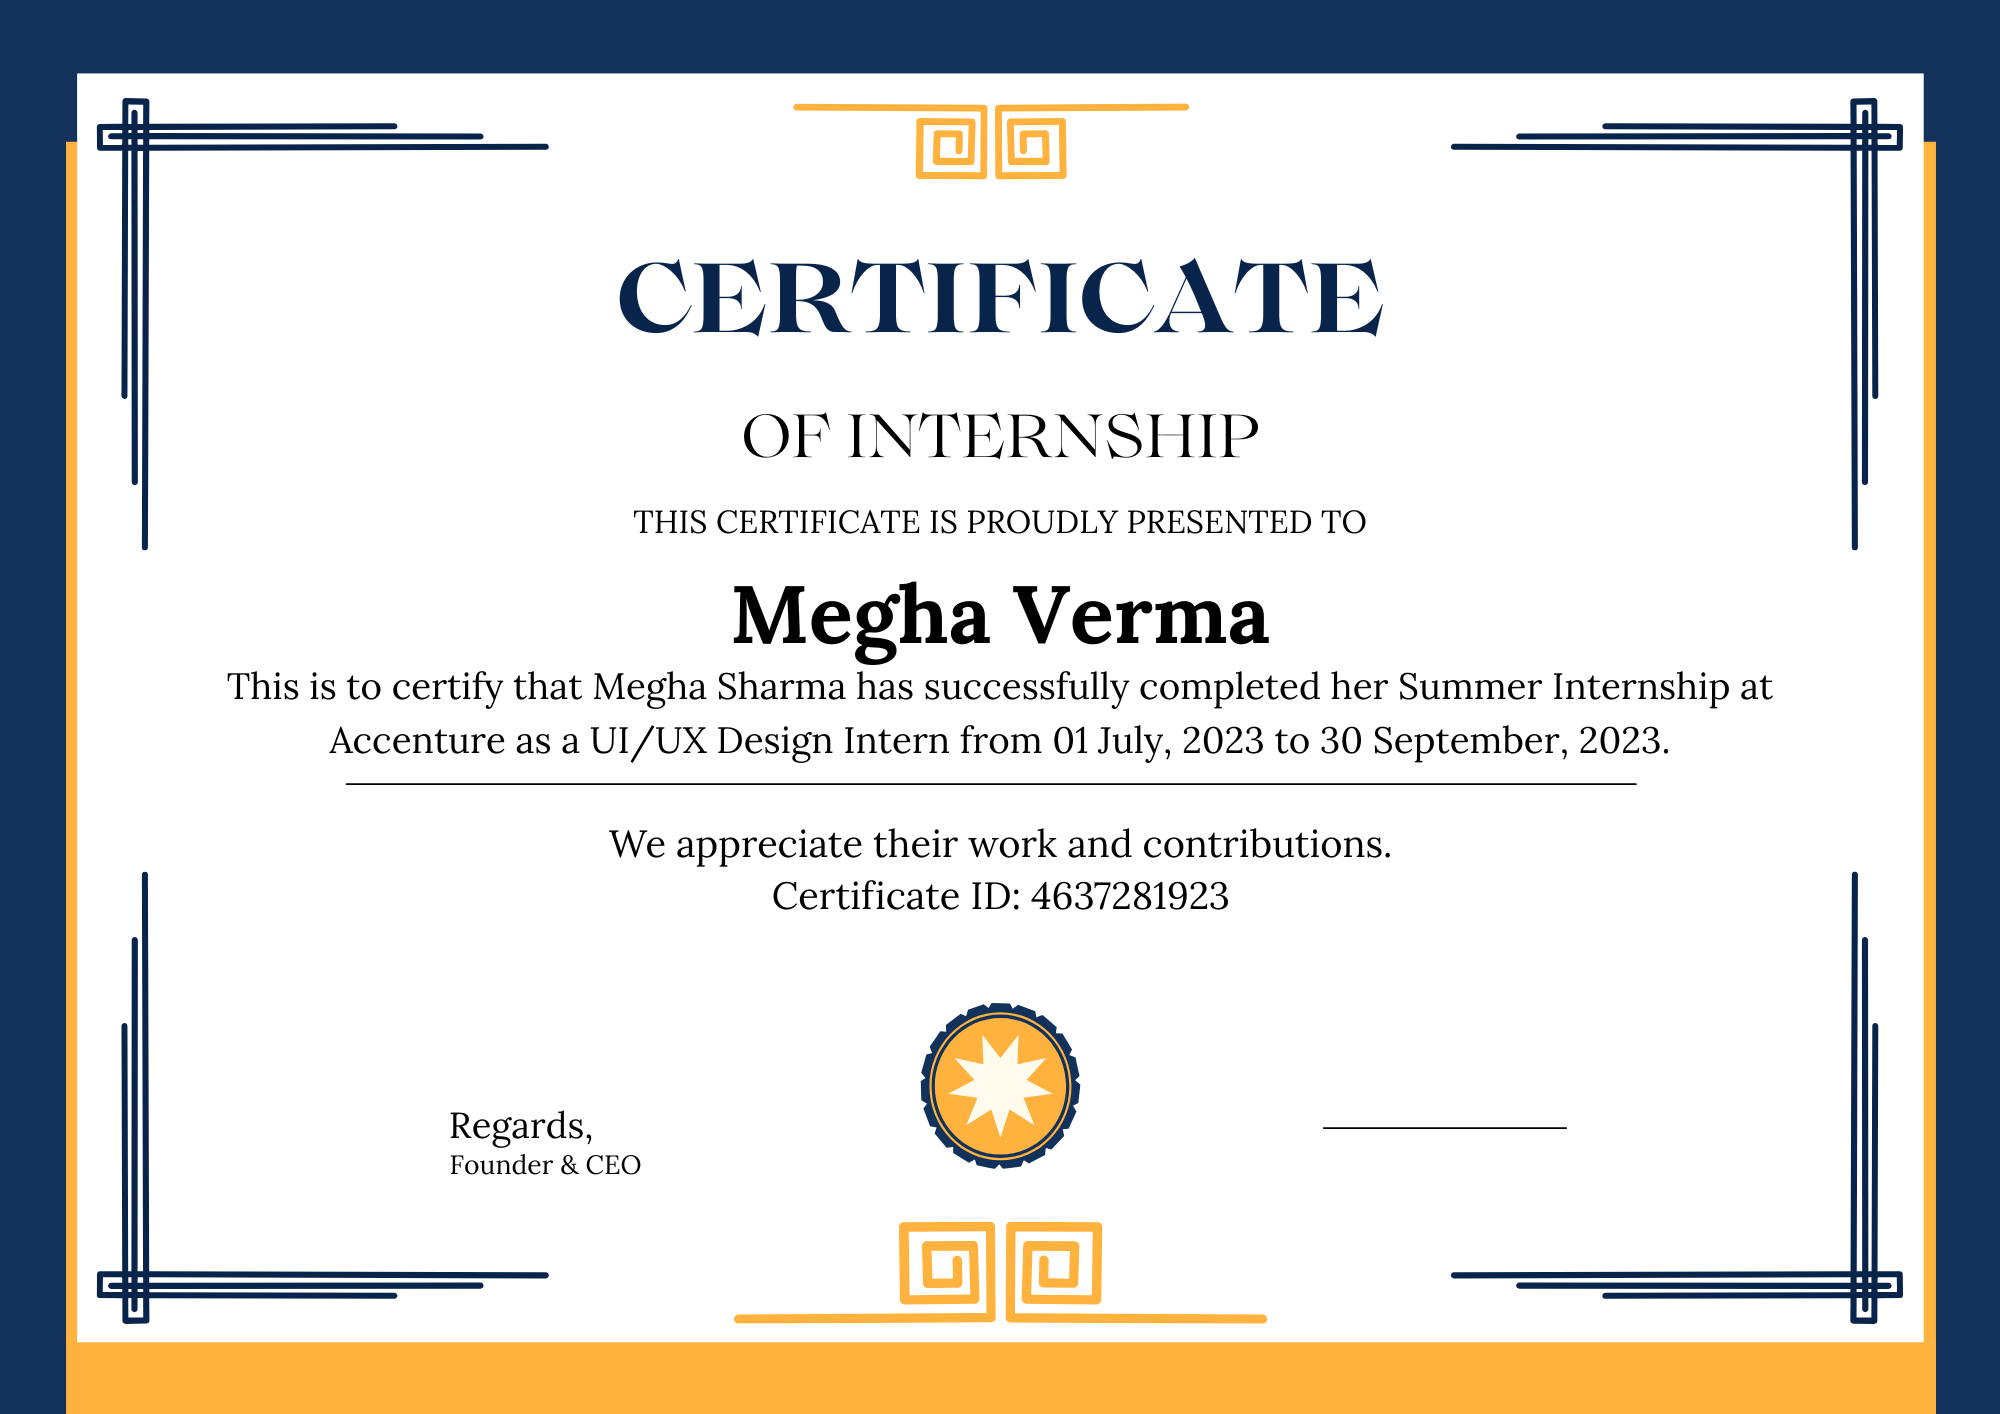 CERTIFICATE
OF INTERNSHIP
THIS CERTIFICATE IS PROUDLY PRESENTED TO
Megha Verma
This is to certify that Megha Sharma has successfully completed her Summer Internship at
Accenture as a UI/UX Design Intern from 01 July, 2023 to 30 September, 2023.
We appreciate their work and contributions.
Certificate ID: 4637281923
Regards,
Founder & CEO